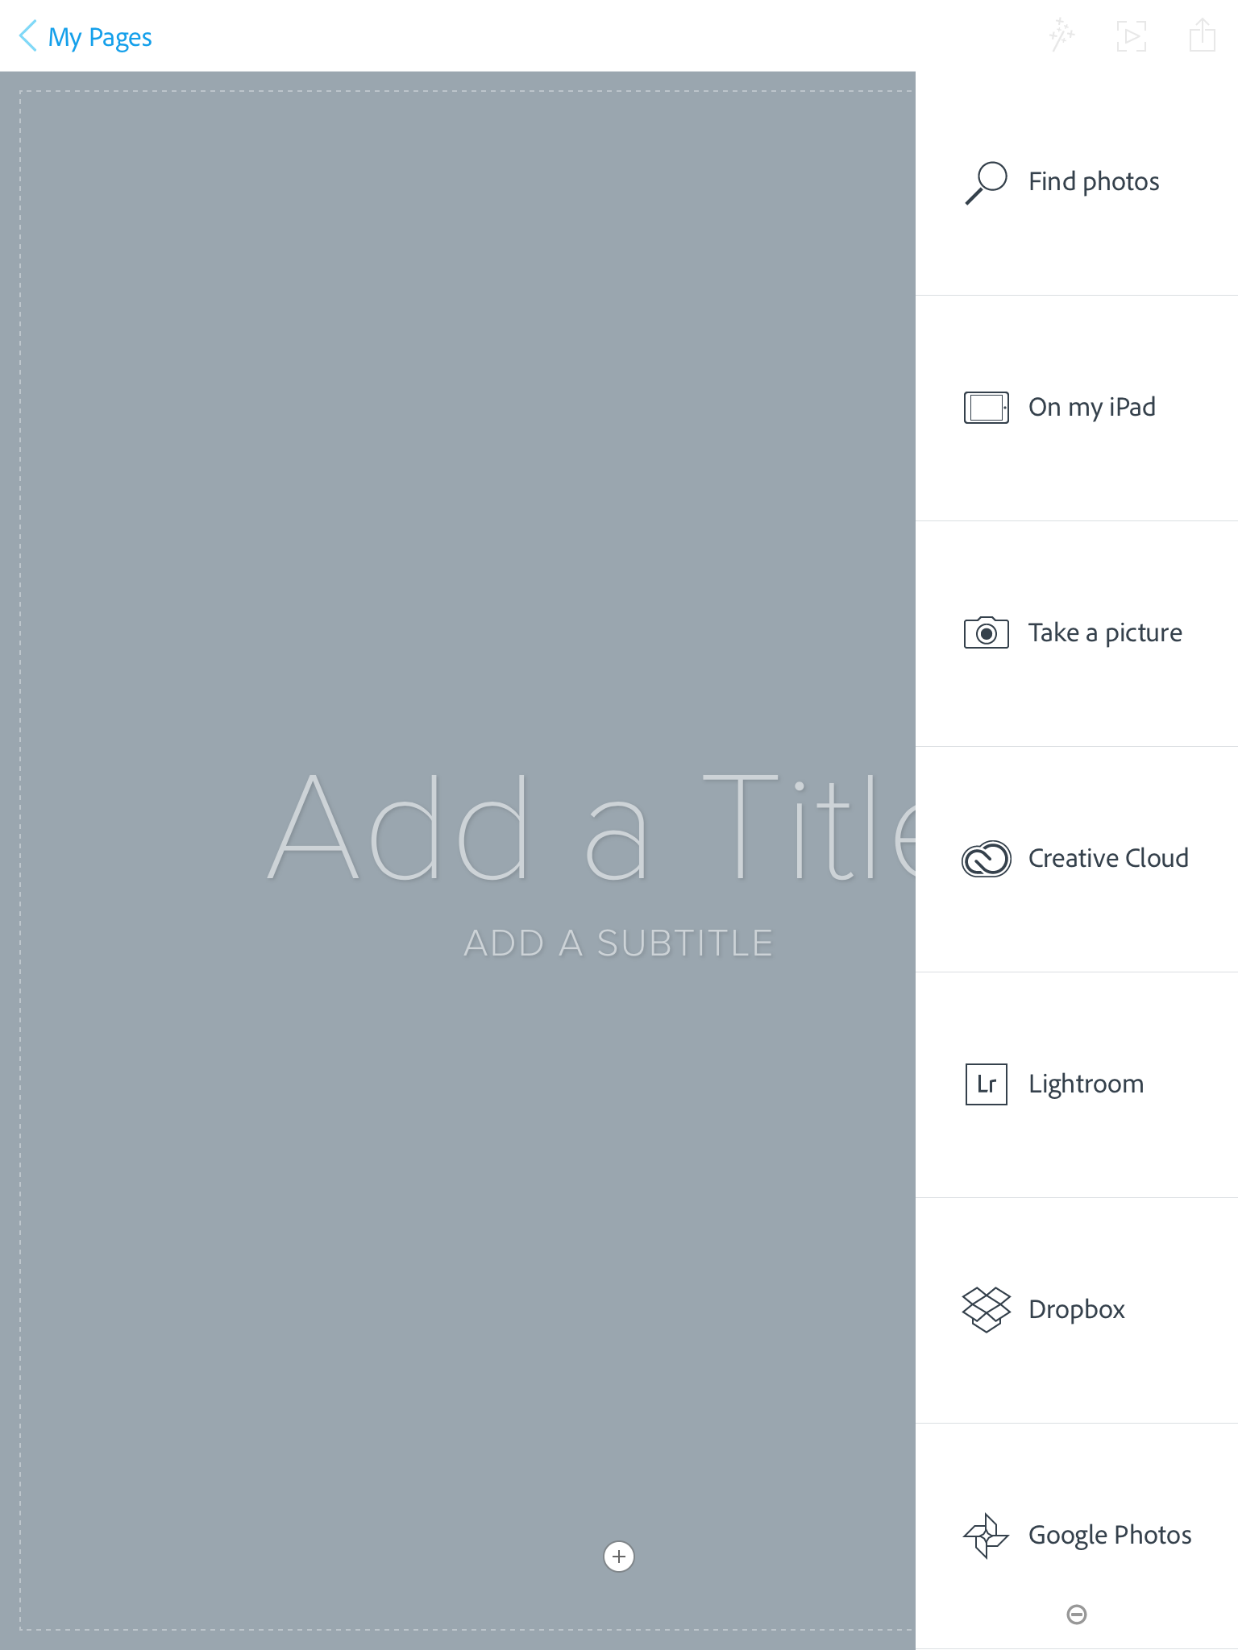 My Pages
Find photos
On my iPad
Take a picture
Add a Title
Creative Cloud
ADD A SUBTITLE
Lr Lightroom
Dropbox
Google Photos